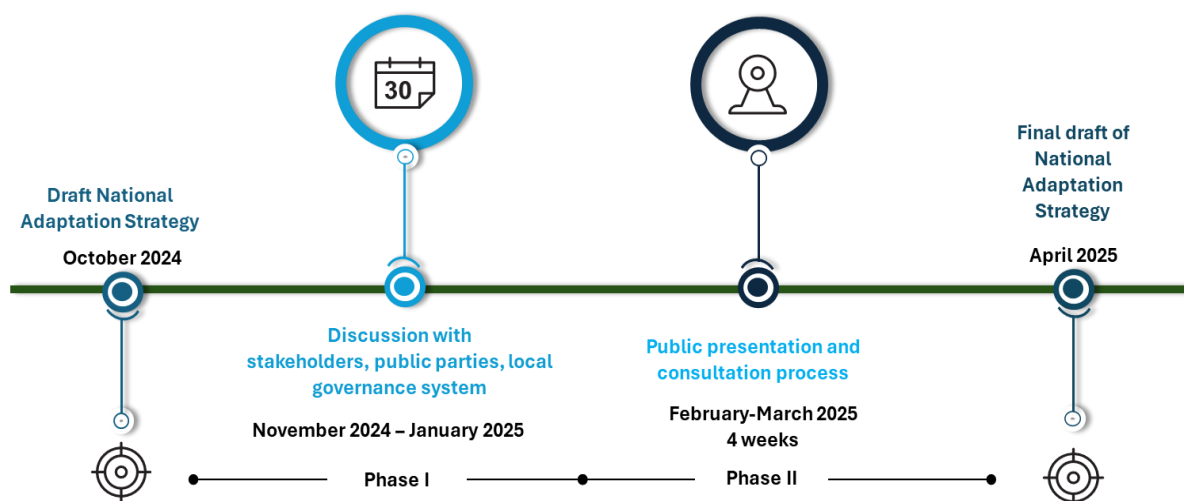 Draft National
Adaptation Strategy
October 2024
30
Discussion with
stakeholders, public parties, local
governance system
November 2024 – January 2025
Phase I
Public presentation and
consultation process
February-March 2025
4 weeks
Phase II
Final draft of
National
Adaptation
Strategy
April 2025